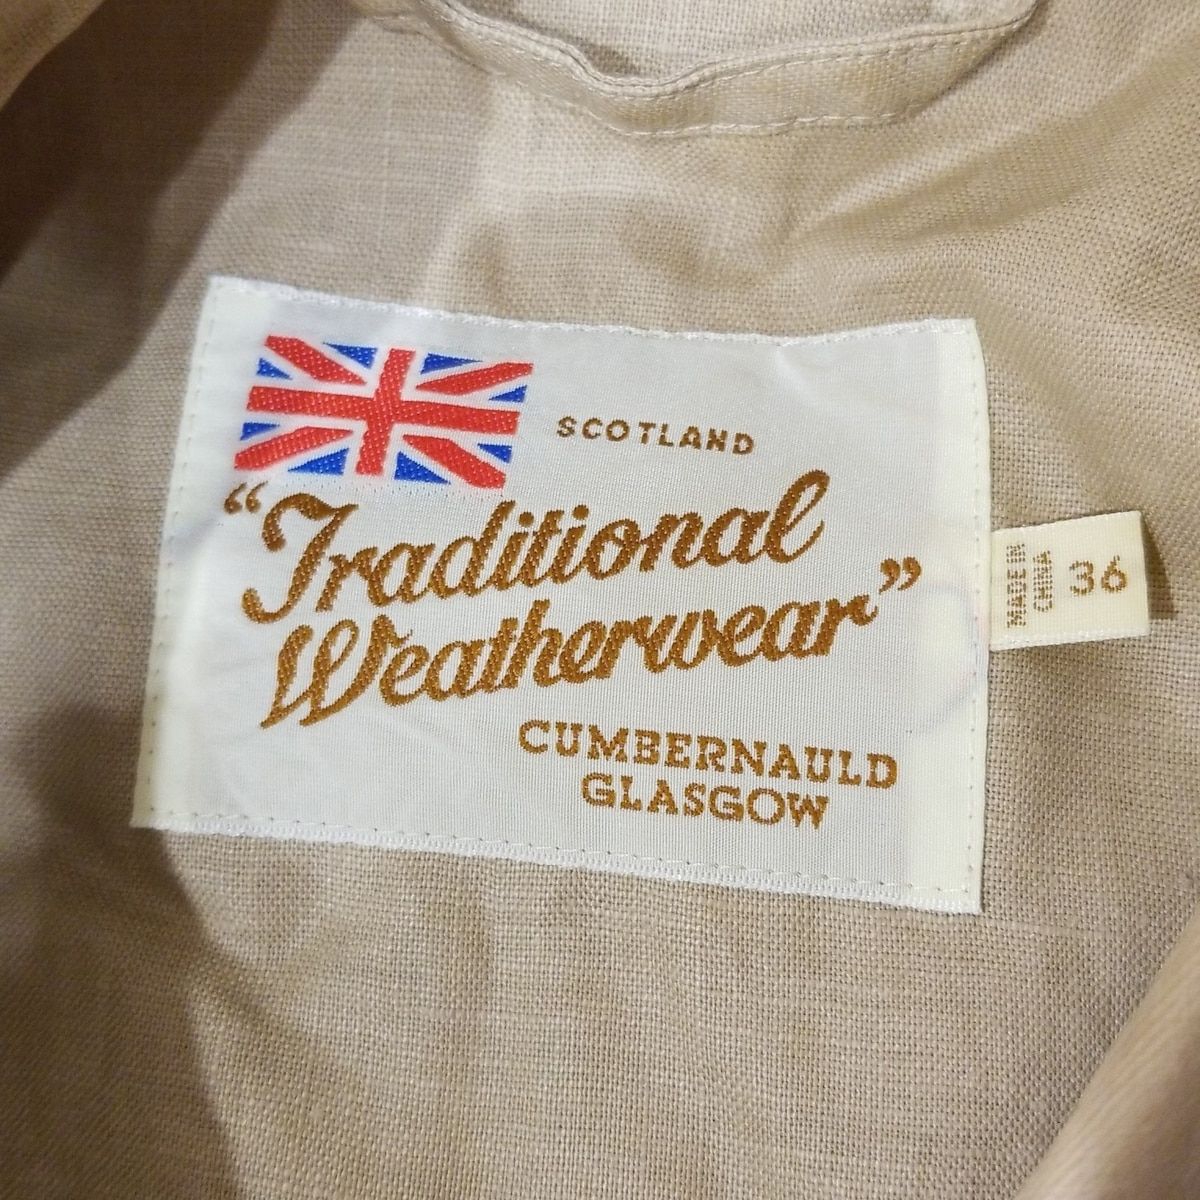 SCOTLAND
“Traditional
Weatherwear”
CUMBERNAULD
GLASGOW
MADE IN
CHINA
36